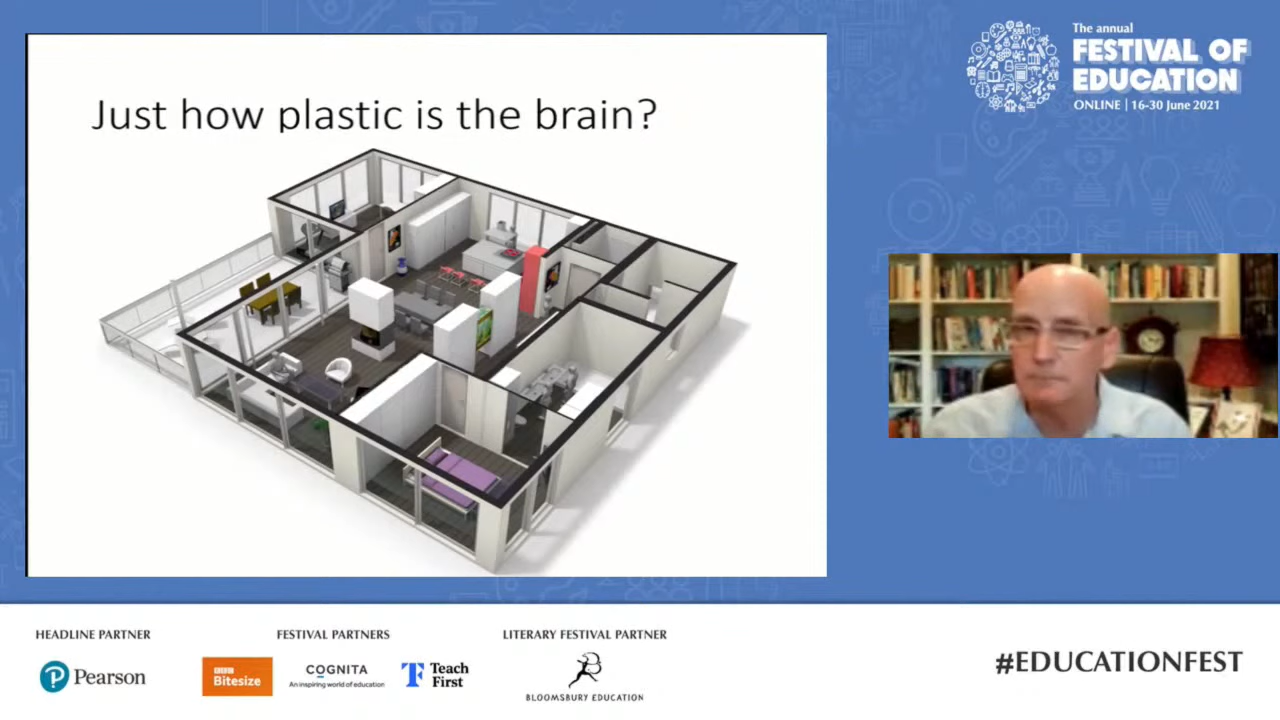 Just how plastic is the brain?
The annual
FESTIVAL OF
EDUCATION
ONLINE | 16-30 June 2021
HEADLINE PARTNER
FESTIVAL PARTNERS
LITERARY FESTIVAL PARTNER
Pearson
BBC
Bitesize
COGNITA
An inspiring world of education
Teach
First
BLOOMSBURY EDUCATION
#EDUCATIONFEST